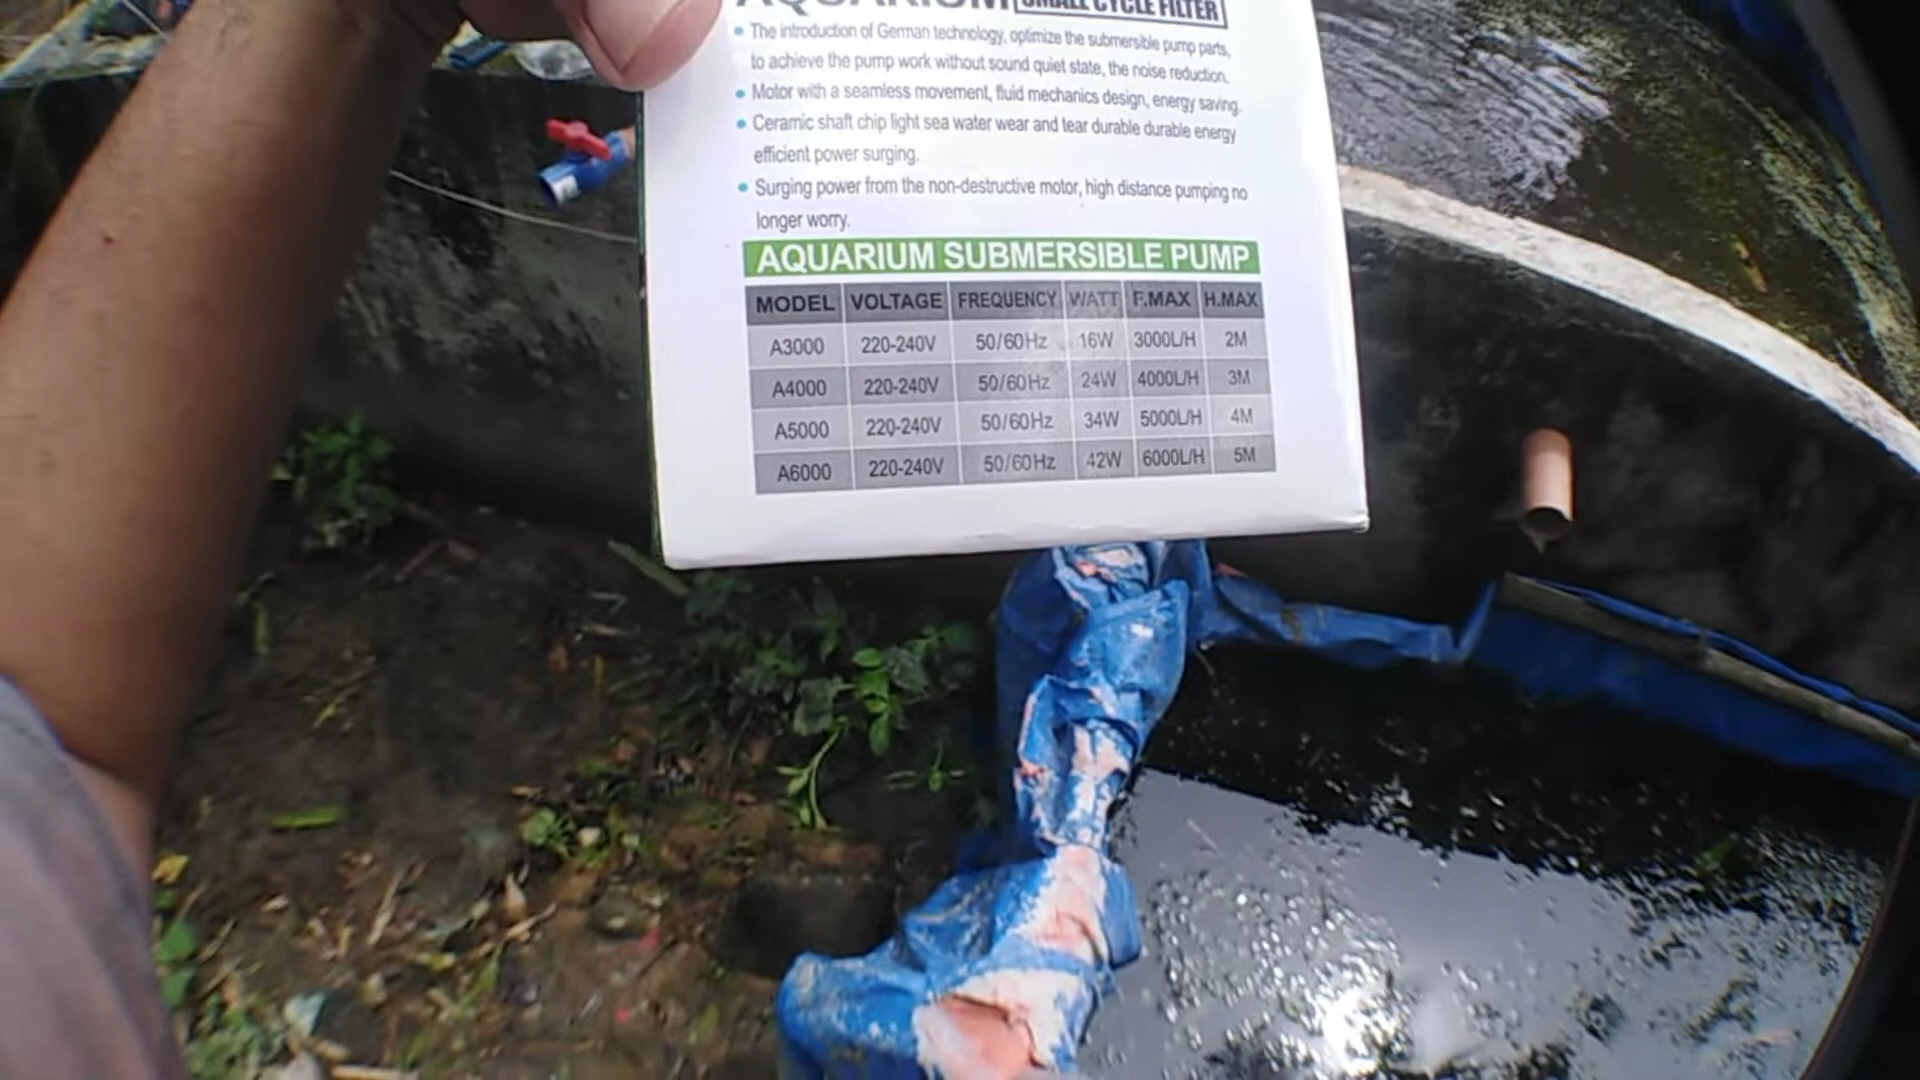 AQUARIUM SMALL CYCLE FILTER
• The introduction of German technology, optimize the submersible pump parts,
to achieve the pump work without sound quiet state, the noise reduction.
• Motor with a seamless movement, fluid mechanics design, energy saving.
• Ceramic shaft chip light sea water wear and tear durable durable energy
efficient power surging.
• Surging power from the non-destructive motor, high distance pumping no
longer worry.
AQUARIUM SUBMERSIBLE PUMP
MODEL VOLTAGE FREQUENCY WATT F.MAX H.MAX
A3000 220-240V 50/60Hz 16W 3000L/H 2M
A4000 220-240V 50/60Hz 24W 4000L/H 3M
A5000 220-240V 50/60Hz 34W 5000L/H 4M
A6000 220-240V 50/60Hz 42W 6000L/H 5M